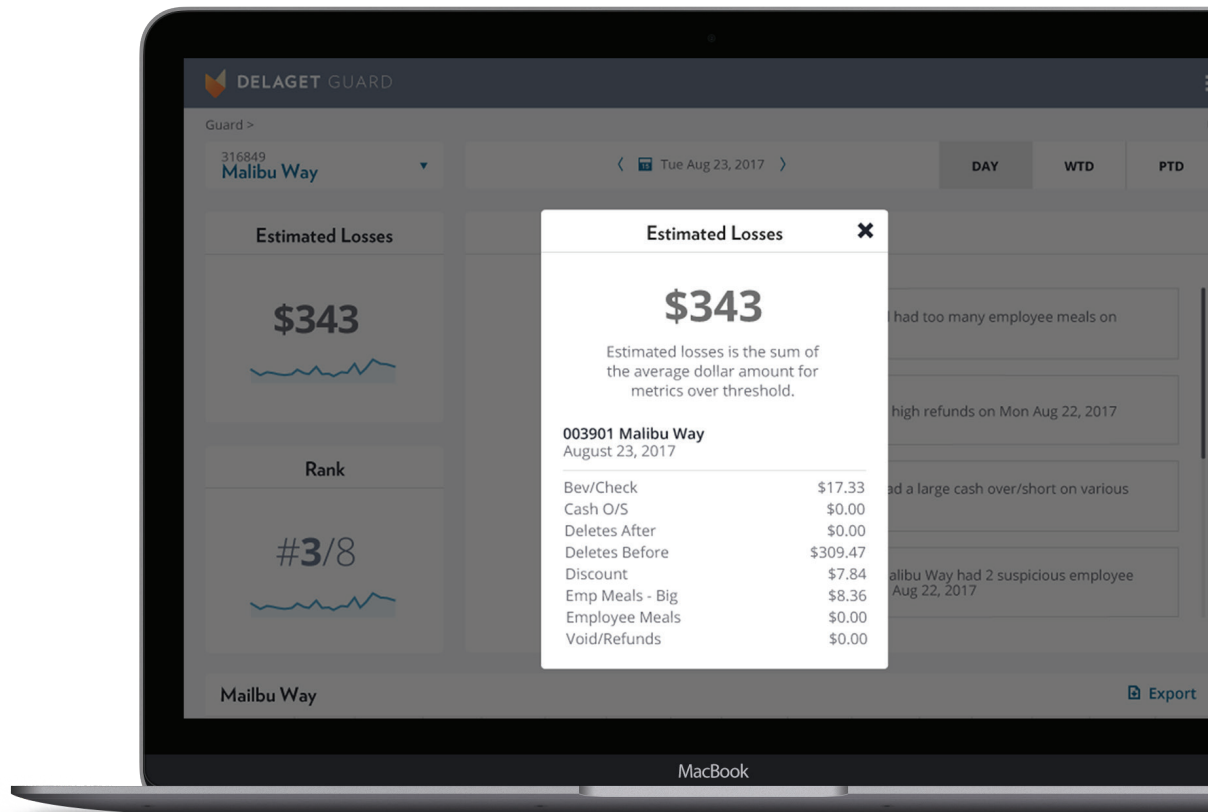 DELAGET GUARD
Guard >
316849
Malibu Way
Tue Aug 23, 2017
DAY
WTD
PTD
Estimated Losses
$343
Rank
#3/8
Estimated Losses
$343
Estimated losses is the sum of
the average dollar amount for
metrics over threshold.
003901 Malibu Way
August 23, 2017
Bev/Check $17.33
Cash O/S $0.00
Deletes After $0.00
Deletes Before $309.47
Discount $7.84
Emp Meals - Big $8.36
Employee Meals $0.00
Void/Refunds $0.00
had too many employee meals on
high refunds on Mon Aug 22, 2017
a large cash over/short on various
Way had 2 suspicious employee
Aug 22, 2017
Mailbu Way
Export
MacBook